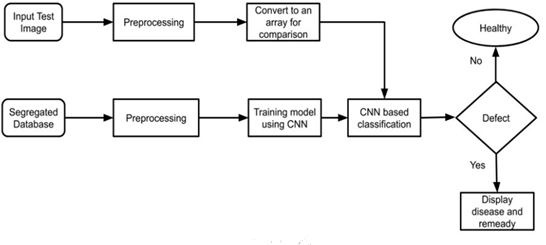 Input Test
Image
Preprocessing
Convert to an
array for
comparison
Healthy
No
Segregated
Database
Preprocessing
Training model
using CNN
CNN based
classification
Defect
Yes
Display
disease and
remeady